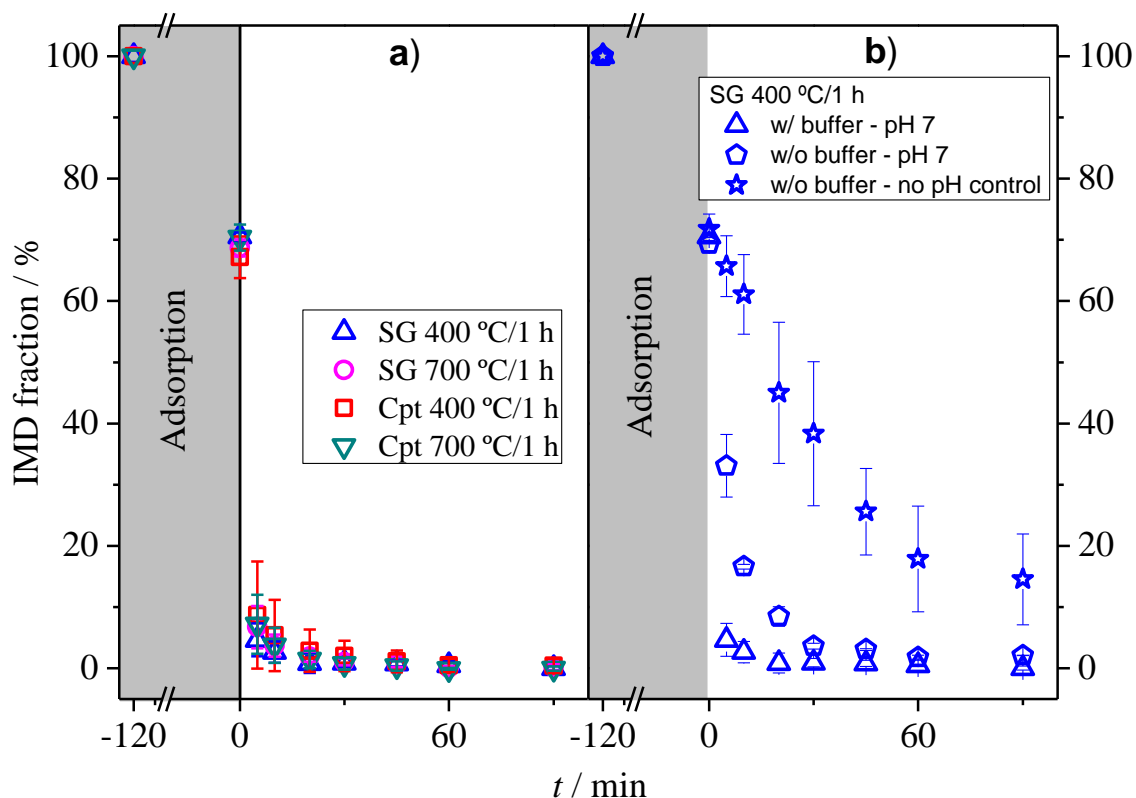 a)
b)
100
80
60
40
20
0
IMD fraction / %
Adsorption
SG 400 ºC/1 h
SG 700 ºC/1 h
Cpt 400 ºC/1 h
Cpt 700 ºC/1 h
Adsorption
SG 400 ºC/1 h
w/ buffer - pH 7
w/o buffer - pH 7
w/o buffer - no pH control
100
80
60
40
20
0
-120 0 60 -120 0 60
t / min